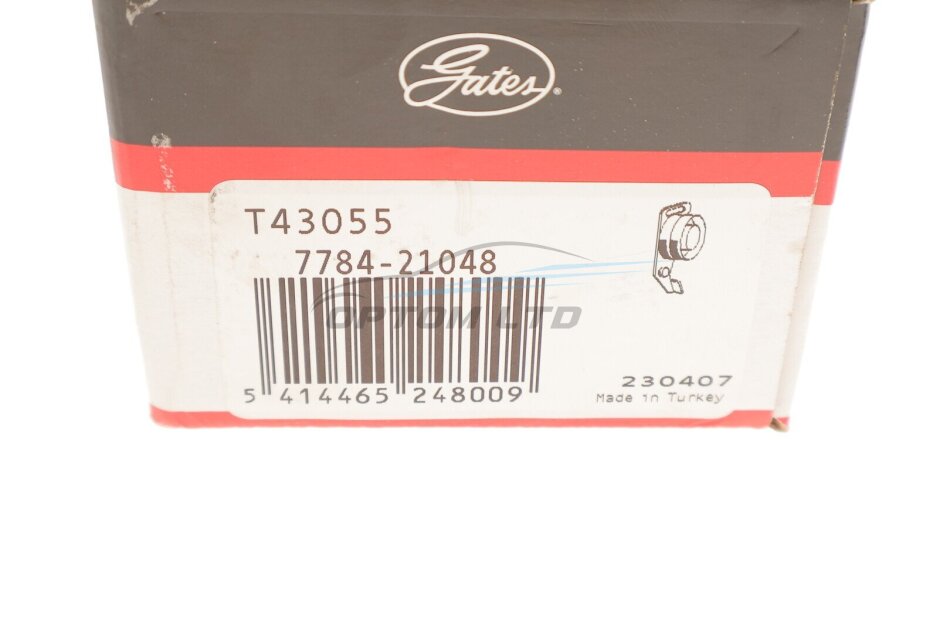 Gates®
T43055
7784-21048
OPTOM LTD
5 414465 248009
230407
Made in Turkey